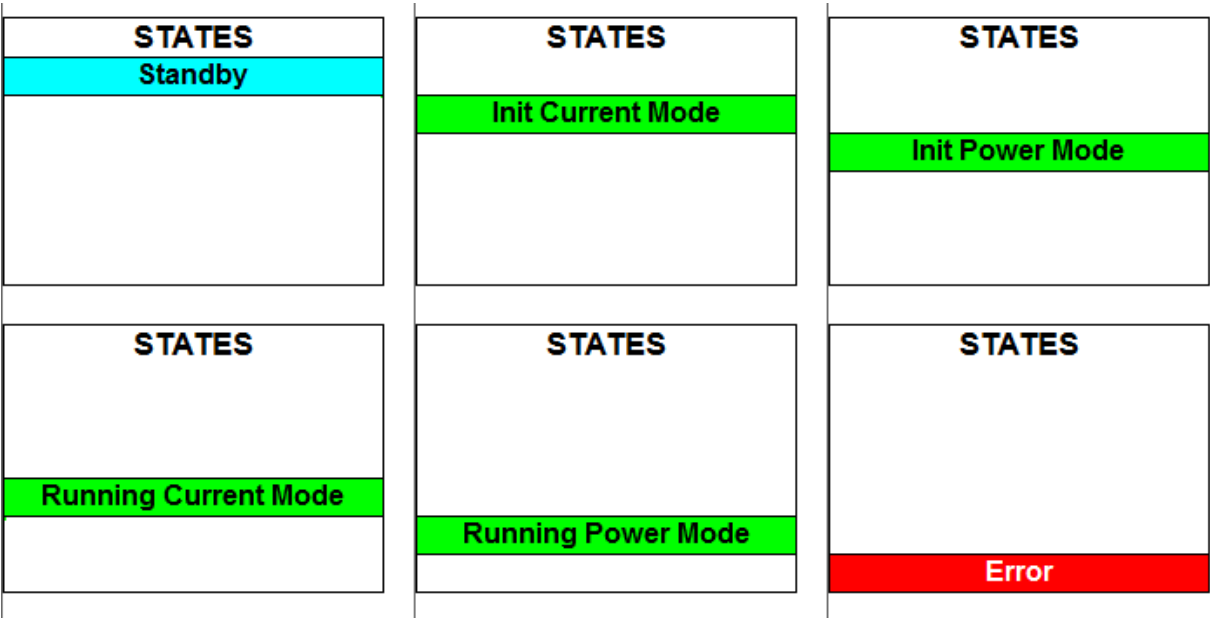 STATES
Standby
STATES
Init Current Mode
STATES
Init Power Mode
STATES
Running Current Mode
STATES
Running Power Mode
STATES
Error